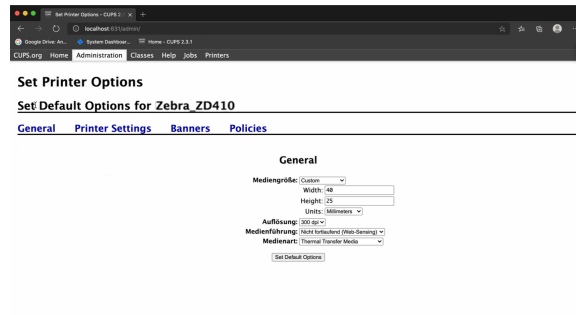 Set Printer Options - CUPS 2.
localhost:631/admin/
Google Drive: An...
System Dashboar...
Home - CUPS 2.3.1
CUPS.org Home Administration Classes Help Jobs Printers
Set Printer Options
Set Default Options for Zebra_ZD410
General Printer Settings Banners Policies
General
Mediengröße: Custom
Width: 40
Height: 25
Units: Millimeters
Auflösung: 300 dpi
Medienführung: Nicht fortlaufend (Web-Sensing)
Medienart: Thermal Transfer Media
Set Default Options